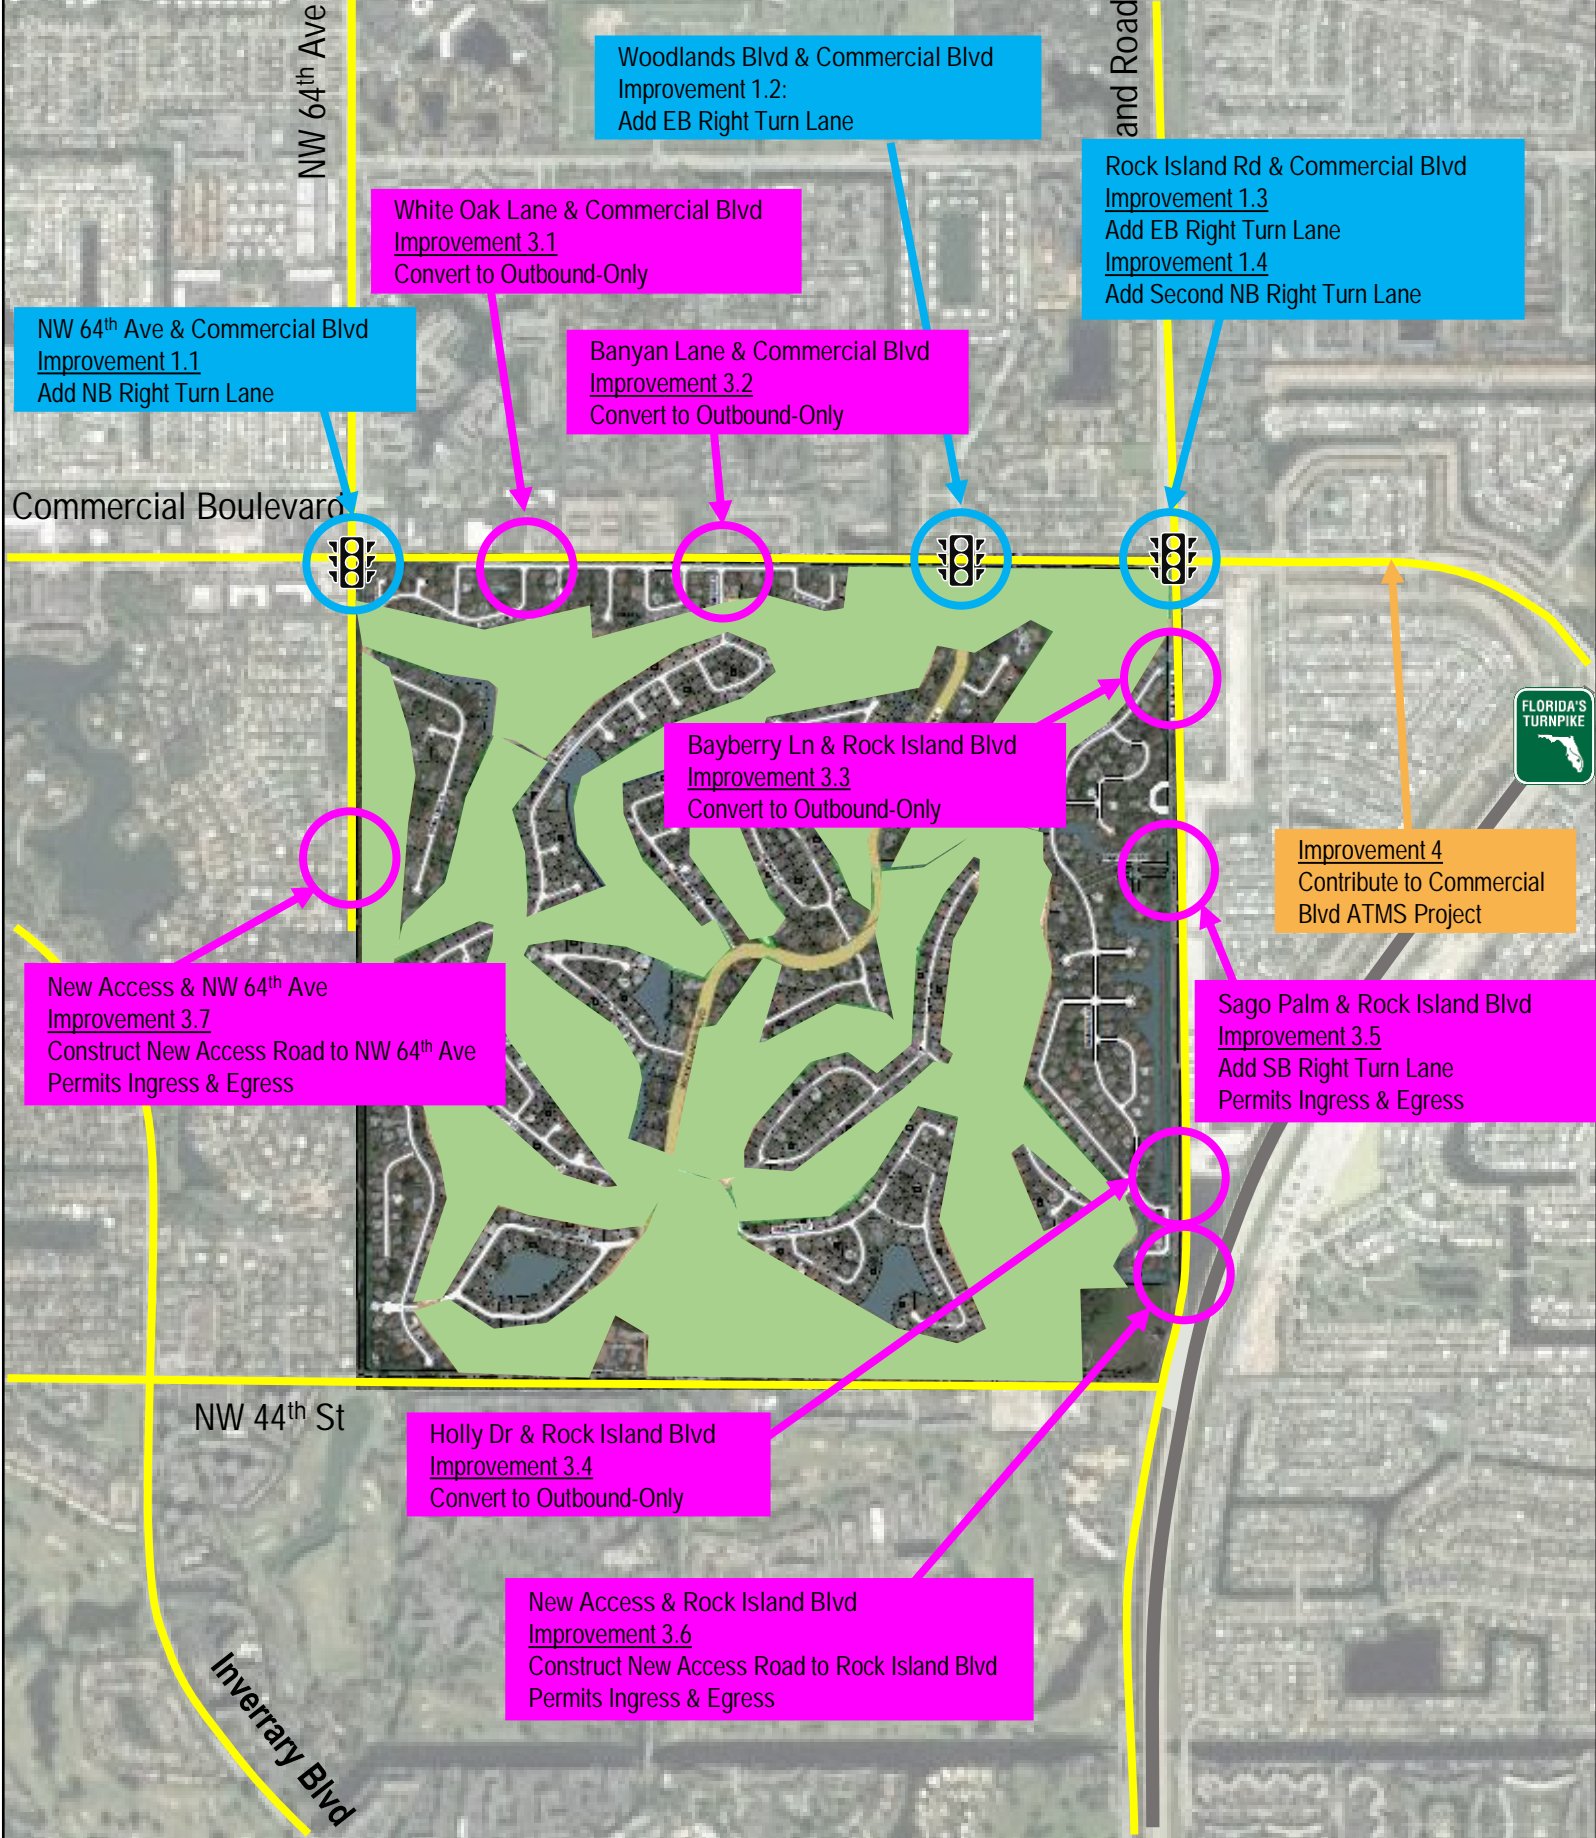 NW 64th Ave
and Road
Woodlands Blvd & Commercial Blvd
Improvement 1.2:
Add EB Right Turn Lane
Rock Island Rd & Commercial Blvd
Improvement 1.3
Add EB Right Turn Lane
Improvement 1.4
Add Second NB Right Turn Lane
White Oak Lane & Commercial Blvd
Improvement 3.1
Convert to Outbound-Only
NW 64th Ave & Commercial Blvd
Improvement 1.1
Add NB Right Turn Lane
Banyan Lane & Commercial Blvd
Improvement 3.2
Convert to Outbound-Only
Commercial Boulevard
FLORIDA'S
TURNPIKE
Bayberry Ln & Rock Island Blvd
Improvement 3.3
Convert to Outbound-Only
Improvement 4
Contribute to Commercial
Blvd ATMS Project
New Access & NW 64th Ave
Improvement 3.7
Construct New Access Road to NW 64th Ave
Permits Ingress & Egress
Sago Palm & Rock Island Blvd
Improvement 3.5
Add SB Right Turn Lane
Permits Ingress & Egress
NW 44th St
Holly Dr & Rock Island Blvd
Improvement 3.4
Convert to Outbound-Only
New Access & Rock Island Blvd
Improvement 3.6
Construct New Access Road to Rock Island Blvd
Permits Ingress & Egress
Inverrary Blvd